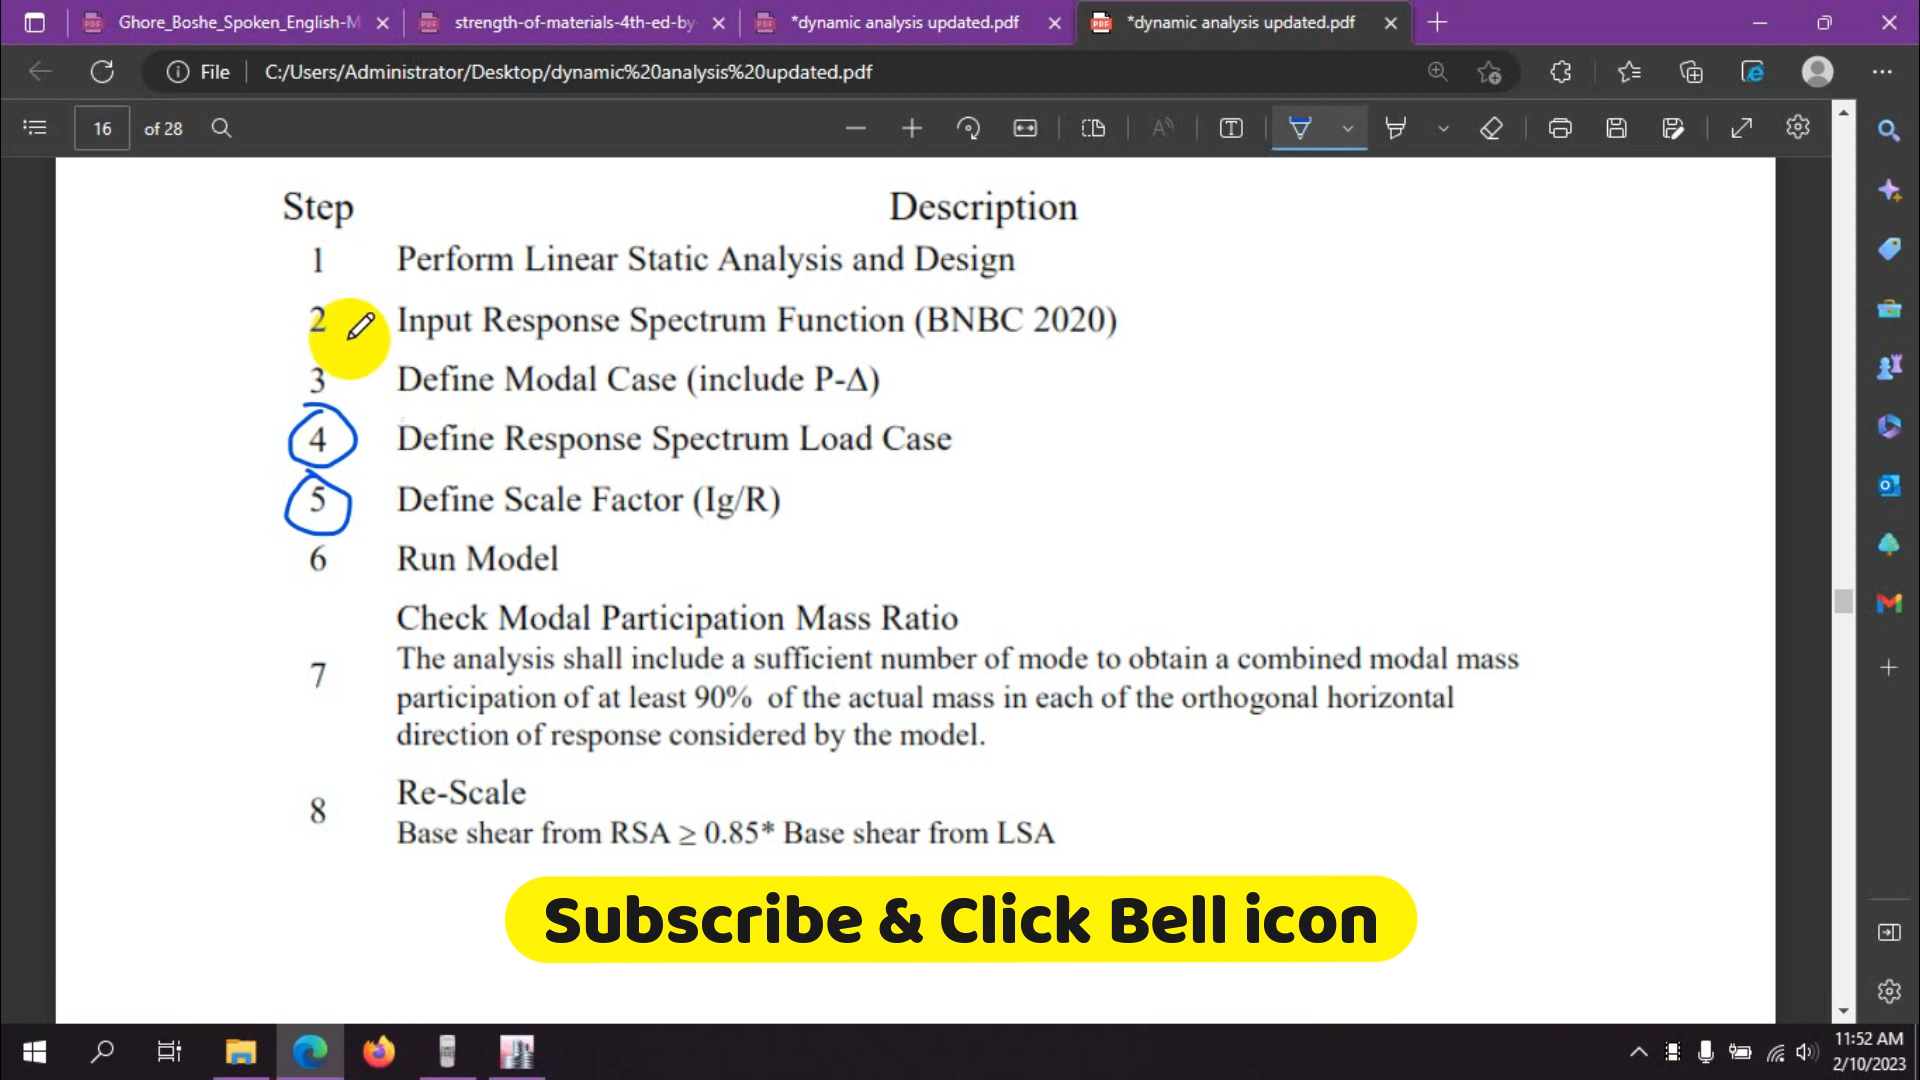 Ghore_Boshe_Spoken_English-M
strength-of-materials-4th-ed-by-
*dynamic analysis updated.pdf
*dynamic analysis updated.pdf
File
C:/Users/Administrator/Desktop/dynamic%20analysis%20updated.pdf
16 of 28
Step Description
1 Perform Linear Static Analysis and Design
2 Input Response Spectrum Function (BNBC 2020)
3 Define Modal Case (include P-Δ)
4 Define Response Spectrum Load Case
5 Define Scale Factor (Ig/R)
6 Run Model
Check Modal Participation Mass Ratio
The analysis shall include a sufficient number of mode to obtain a combined modal mass
7 participation of at least 90% of the actual mass in each of the orthogonal horizontal
direction of response considered by the model.
Re-Scale
8
Base shear from RSA ≥ 0.85* Base shear from LSA
Subscribe & Click Bell icon
11:52 AM
2/10/2023